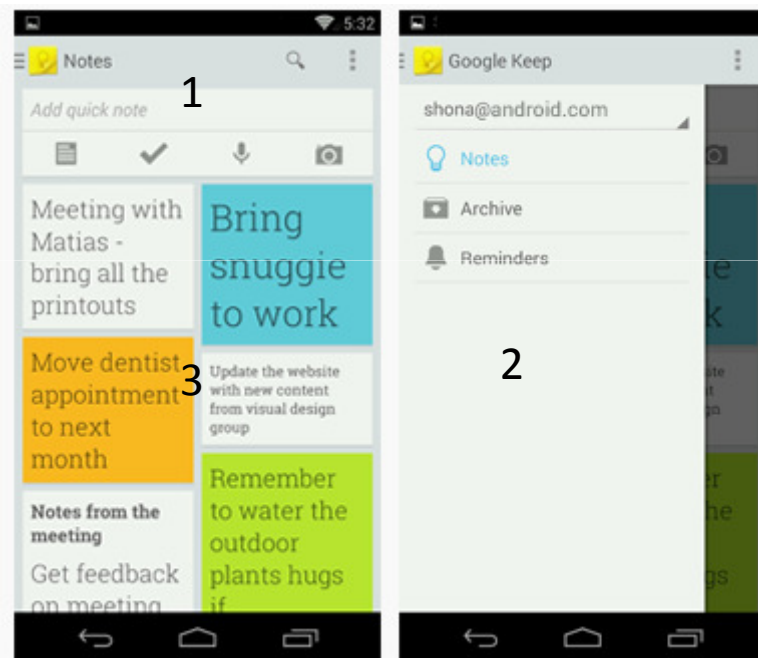 5:32
Notes
1
Add quick note
Meeting with
Matias -
bring all the
printouts
Bring
snuggie
to work
Move dentist
appointment
to next
month
3
Update the website
with new content
from visual design
group
Notes from the
meeting
Get feedback
on meeting
Remember
to water the
outdoor
plants hugs
if
Google Keep
shona@android.com
Notes
Archive
Reminders
2